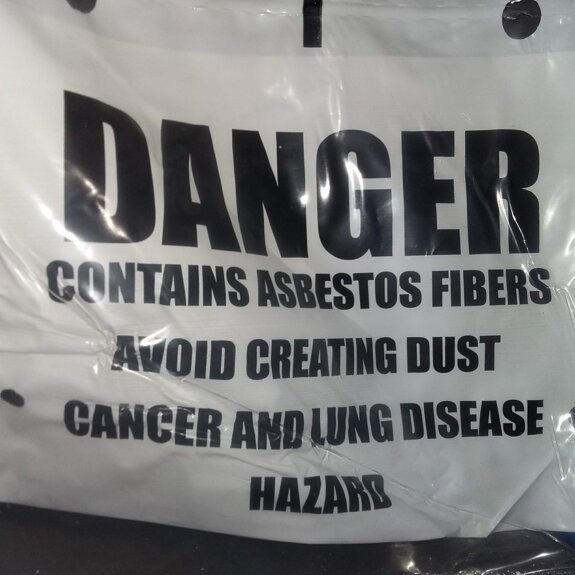 DANGER
CONTAINS ASBESTOS FIBERS
AVOID CREATING DUST
CANCER AND LUNG DISEASE
HAZARD